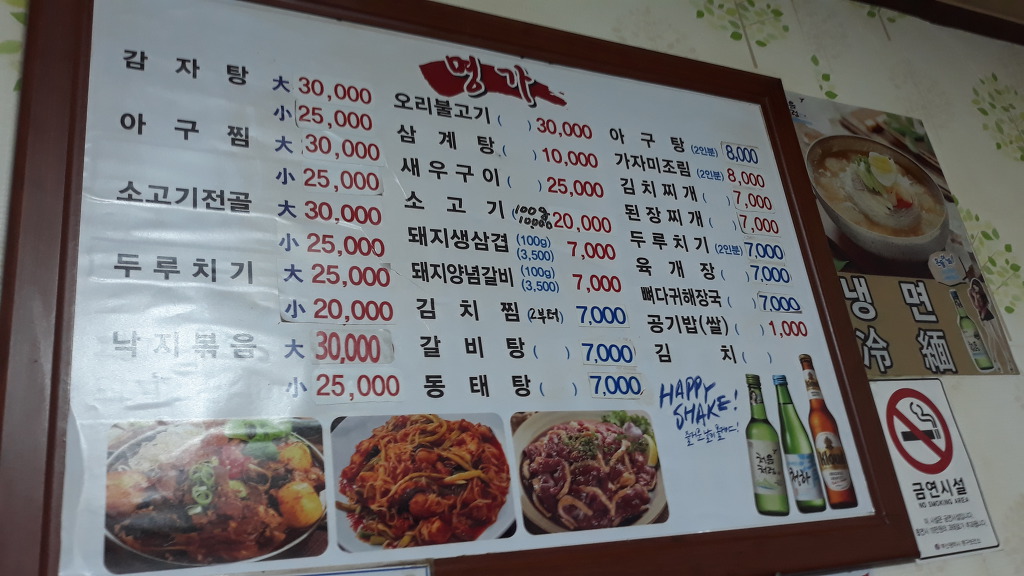 명가
감자탕 大 30,000
小 25,000
아구찜 大 30,000
小 25,000
소고기전골 大 30,000
小 25,000
두루치기 大 25,000
小 20,000
낙지볶음 大 30,000
小 25,000
오리불고기 ( ) 30,000
삼계탕 ( ) 10,000
새우구이 ( ) 25,000
소고기 100g 20,000
돼지생삼겹 (100g) (3,500) 7,000
돼지양념갈비 (100g) (3,500) 7,000
김치찜 (2부터) 7,000
갈비탕 ( ) 7,000
동태탕 ( ) 7,000
아구탕 (2인분) 8,000
가자미조림 (2인분) 8,000
김치찌개 ( ) 7,000
된장찌개 ( ) 7,000
두루치기 (2인분) 7,000
육개장 ( ) 7,000
뼈다귀해장국 ( ) 7,000
공기밥(쌀) ( ) 1,000
김치 ( )
HAPPY
SHAKE!
처음
청하
냉면
冷麵
금연시설
NO SMOKING AREA